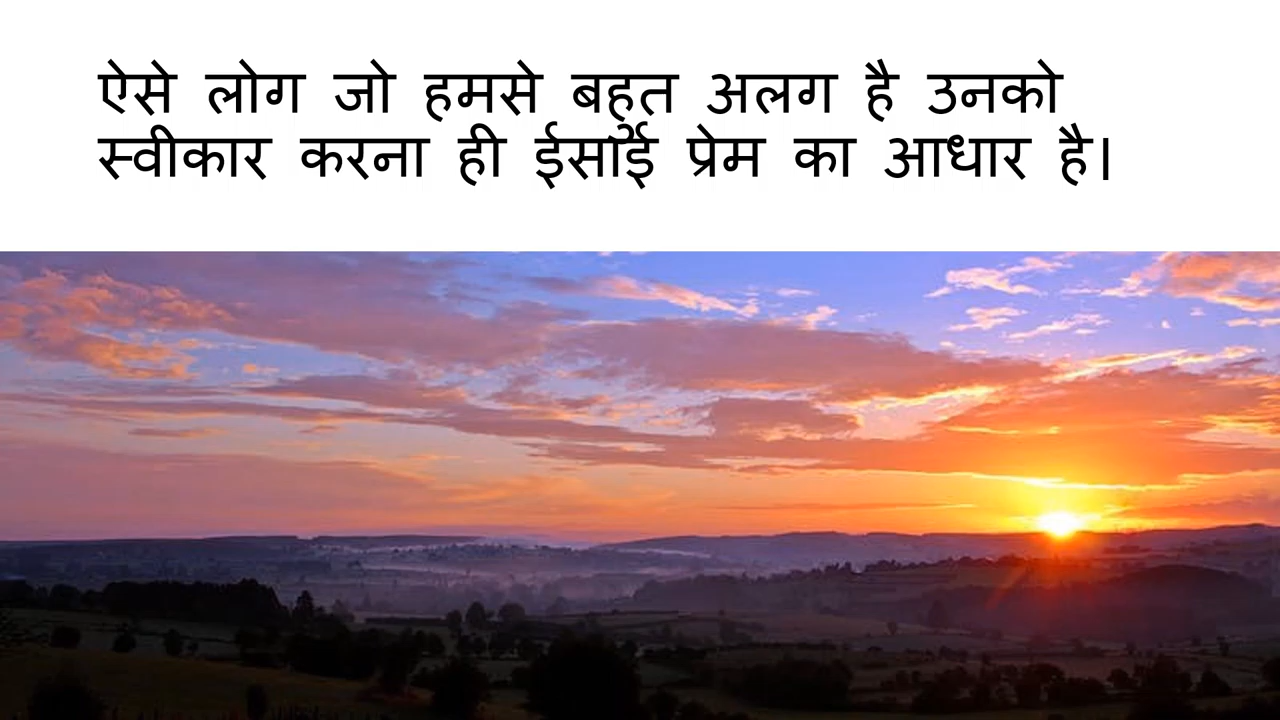 ऐसे लोग जो हमसे बहुत अलग है उनको
स्वीकार करना ही ईसाई प्रेम का आधार है।